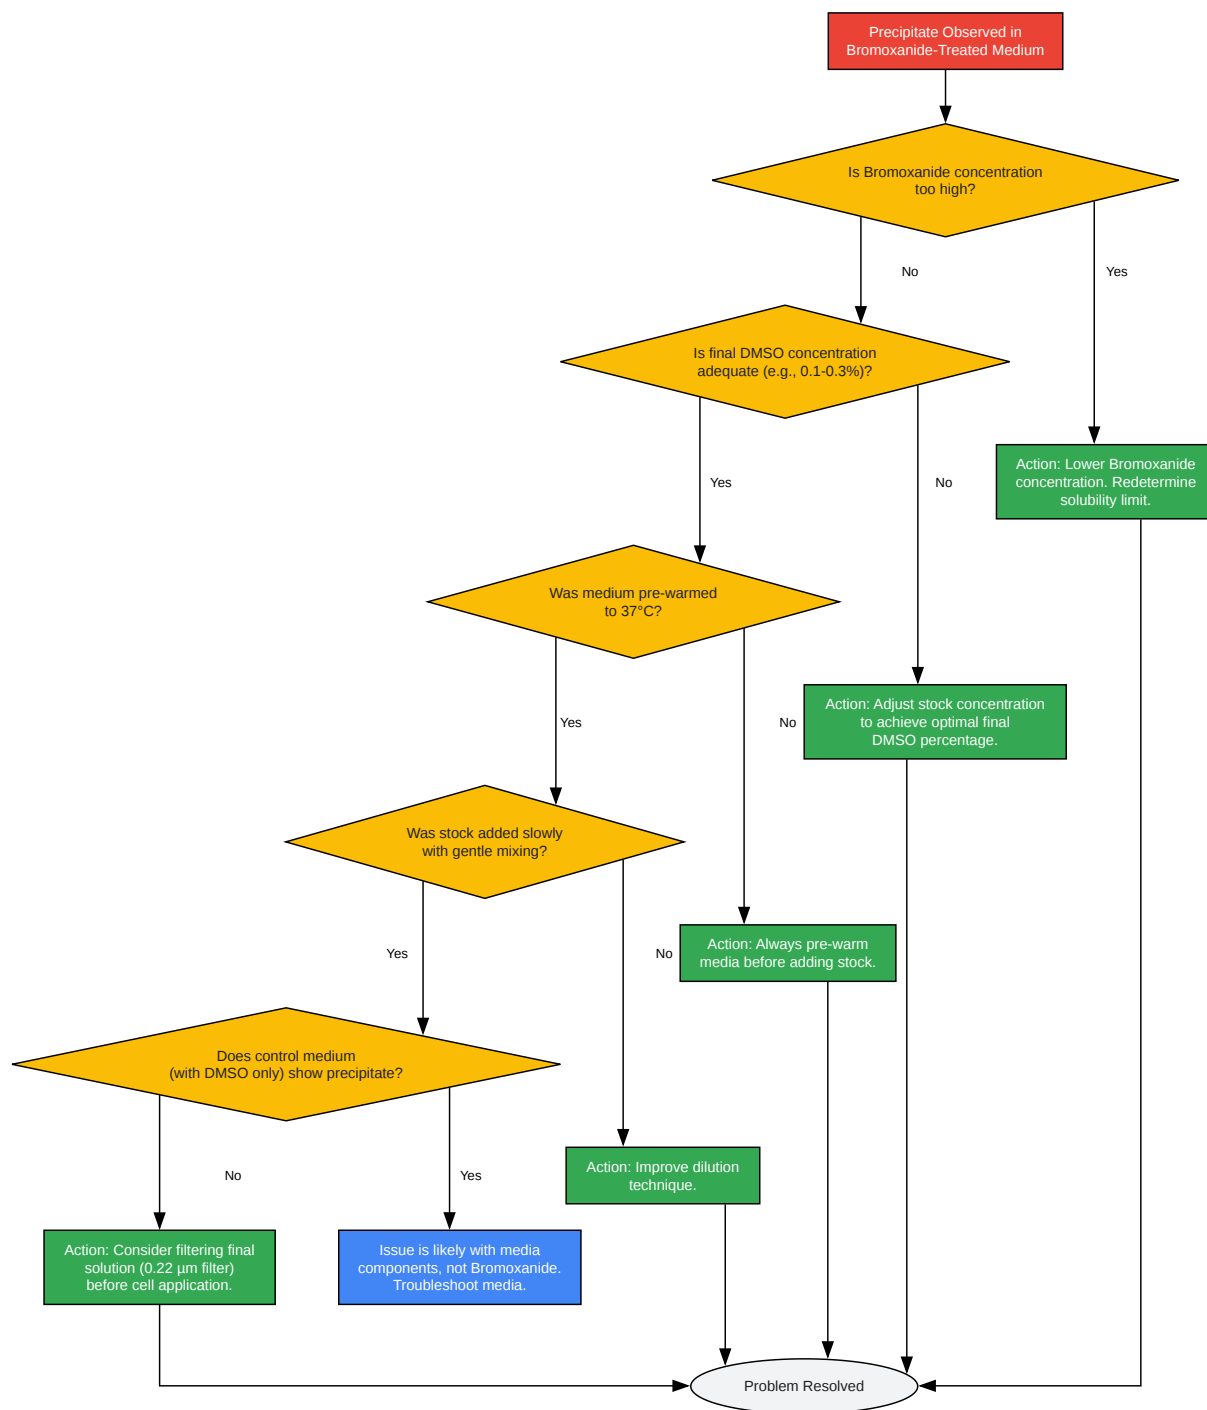 Precipitate Observed in
Bromoxanide-Treated Medium
Is Bromoxanide concentration
too high?
No
Yes
Is final DMSO concentration
adequate (e.g., 0.1-0.3%)?
Action: Lower Bromoxanide
concentration. Redetermine
solubility limit.
Yes
No
Was medium pre-warmed
to 37°C?
Action: Adjust stock concentration
to achieve optimal final
DMSO percentage.
Yes
No
Was stock added slowly
with gentle mixing?
Action: Always pre-warm
media before adding stock.
Yes
No
Does control medium
(with DMSO only) show precipitate?
Action: Improve dilution
technique.
No
Yes
Action: Consider filtering final
solution (0.22 µm filter)
before cell application.
Issue is likely with media
components, not Bromoxanide.
Troubleshoot media.
Problem Resolved